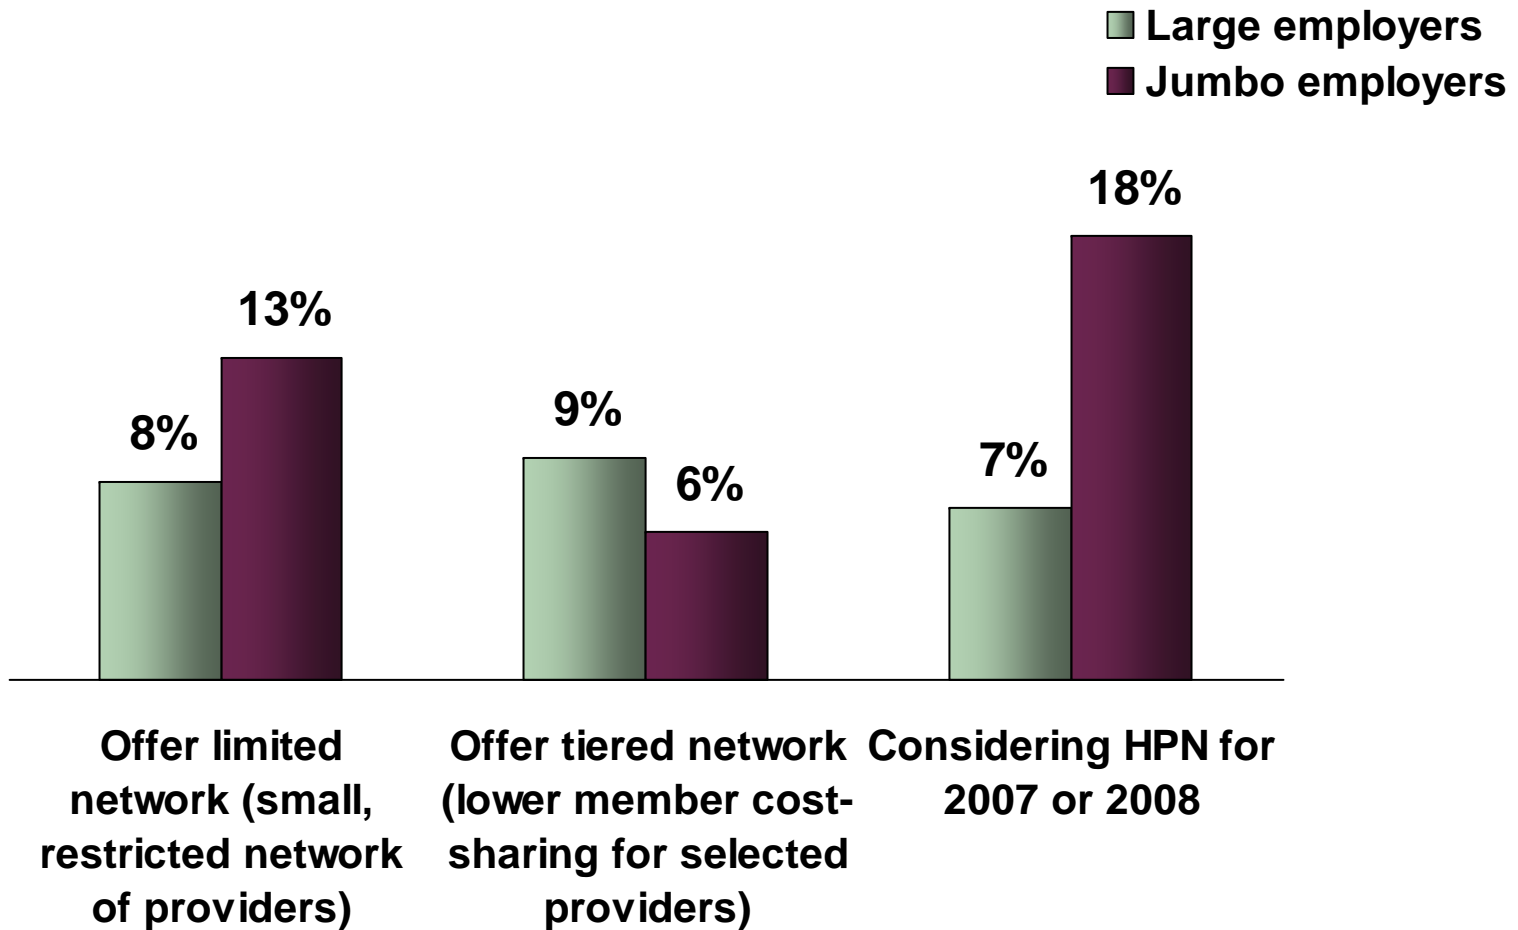 Large employers
Jumbo employers
18%
13%
9%
8%
7%
6%
Offer limited
network (small,
restricted network
of providers)
Offer tiered network
(lower member cost-
sharing for selected
providers)
Considering HPN for
2007 or 2008